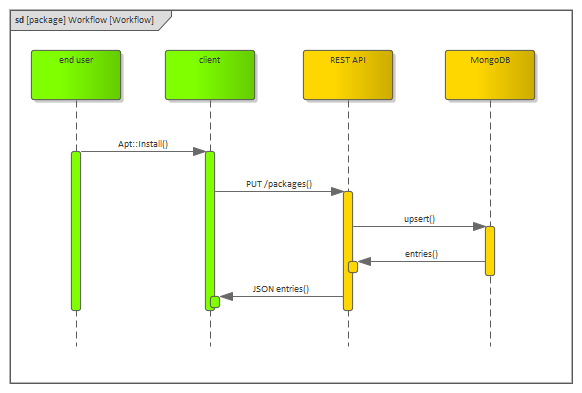 sd [package] Workflow [Workflow]
end user
client
REST API
MongoDB
Apt::Install()
PUT /packages()
upsert()
entries()
JSON entries()